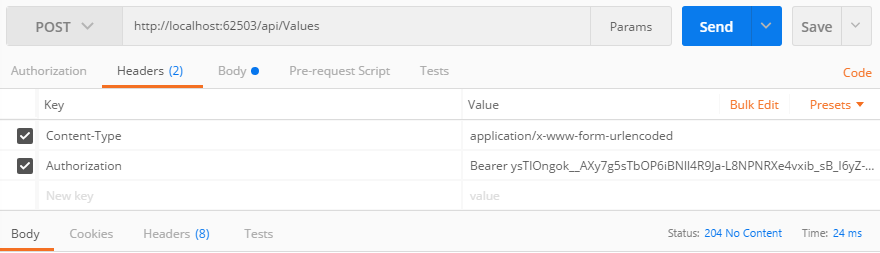 POST http://localhost:62503/api/Values Params Send Save
Authorization Headers (2) Body Pre-request Script Tests Code
Key Value Bulk Edit Presets
Content-Type application/x-www-form-urlencoded
Authorization Bearer ysTIOngok__AXy7g5sTbOP6iBNII4R9Ja-L8NPNRXe4vxib_sB_I6yZ-...
New key value
Body Cookies Headers (8) Tests Status: 204 No Content Time: 24 ms